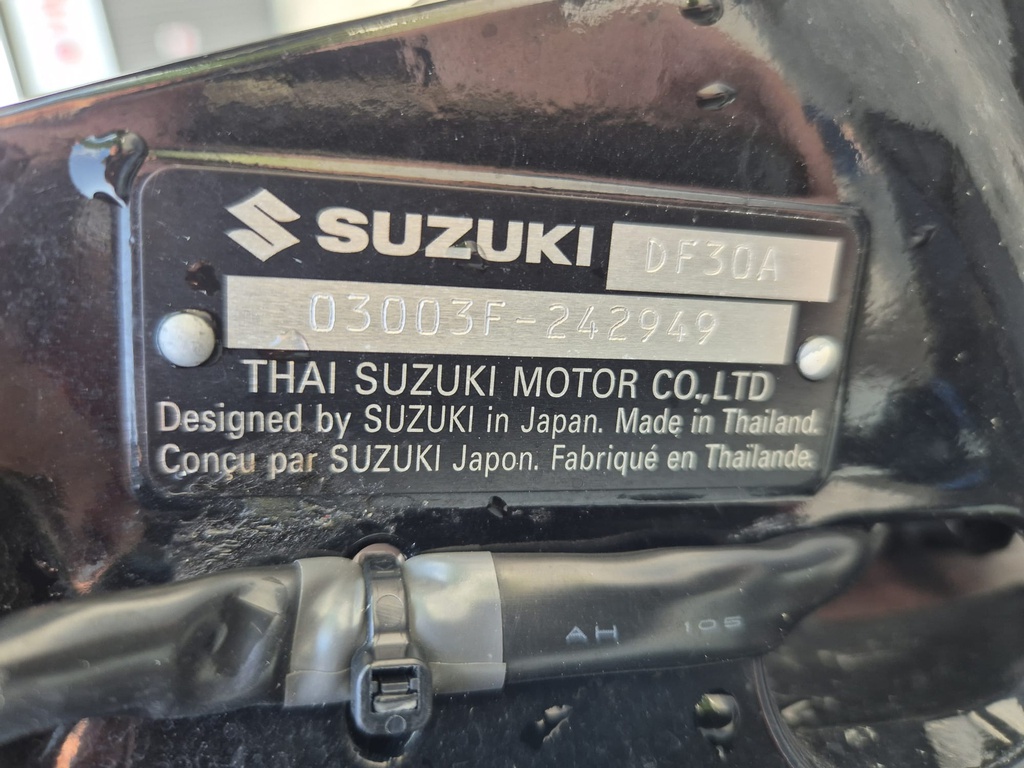 SUZUKI DF30A
03003F-242949
THAI SUZUKI MOTOR CO.,LTD
Designed by SUZUKI in Japan. Made in Thailand.
Conçu par SUZUKI Japon. Fabriqué en Thaïlande.
AH 105